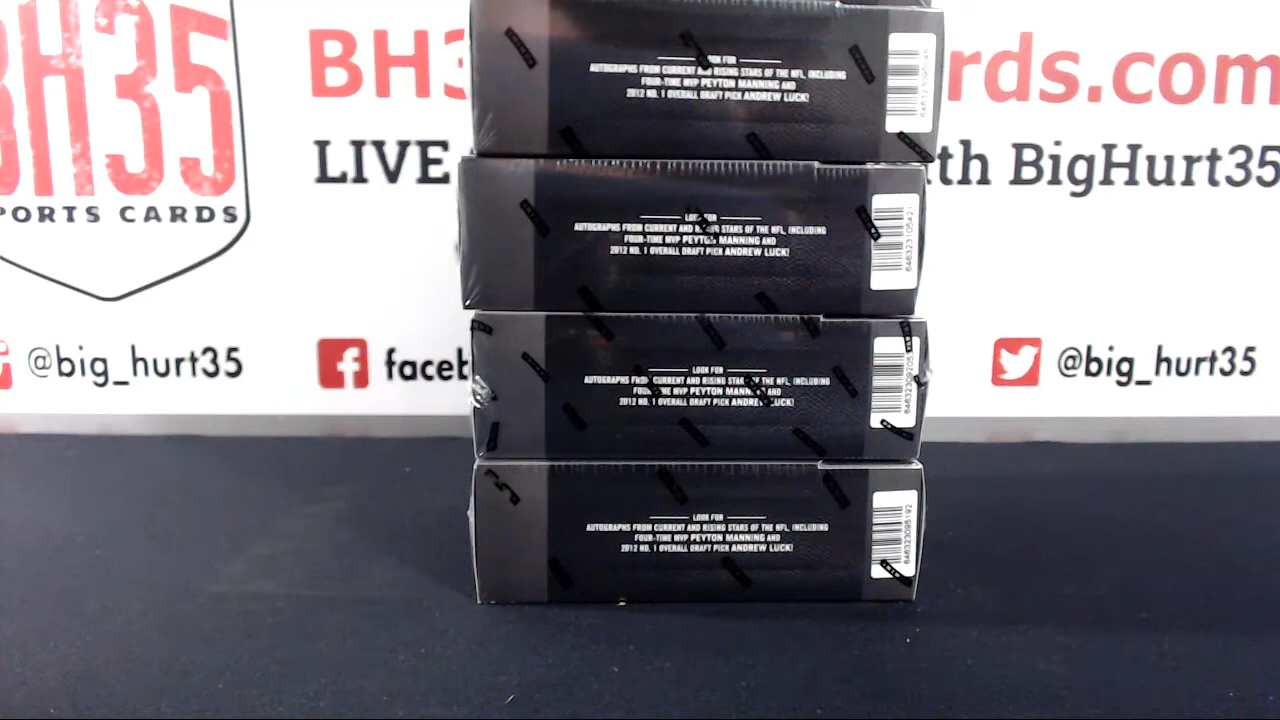 BH35
PORTS CARDS
BH3
rds.com
LIVE
th BigHurt35
@big_hurt35
faceb
@big_hurt35
LOOK FOR
AUTOGRAPHS FROM CURRENT AND RISING STARS OF THE NFL, INCLUDING
FOUR-TIME MVP PEYTON MANNING AND
2012 NO. 1 OVERALL DRAFT PICK ANDREW LUCK!
LOOK FOR
AUTOGRAPHS FROM CURRENT AND RISING STARS OF THE NFL, INCLUDING
FOUR-TIME MVP PEYTON MANNING AND
2012 NO. 1 OVERALL DRAFT PICK ANDREW LUCK!
LOOK FOR
AUTOGRAPHS FROM CURRENT AND RISING STARS OF THE NFL, INCLUDING
FOUR-TIME MVP PEYTON MANNING AND
2012 NO. 1 OVERALL DRAFT PICK ANDREW LUCK!
LOOK FOR
AUTOGRAPHS FROM CURRENT AND RISING STARS OF THE NFL, INCLUDING
FOUR-TIME MVP PEYTON MANNING AND
2012 NO. 1 OVERALL DRAFT PICK ANDREW LUCK!